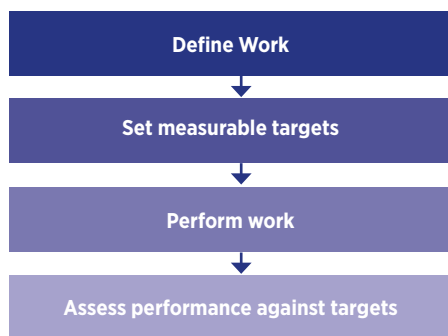 Define Work
Set measurable targets
Perform work
Assess performance against targets